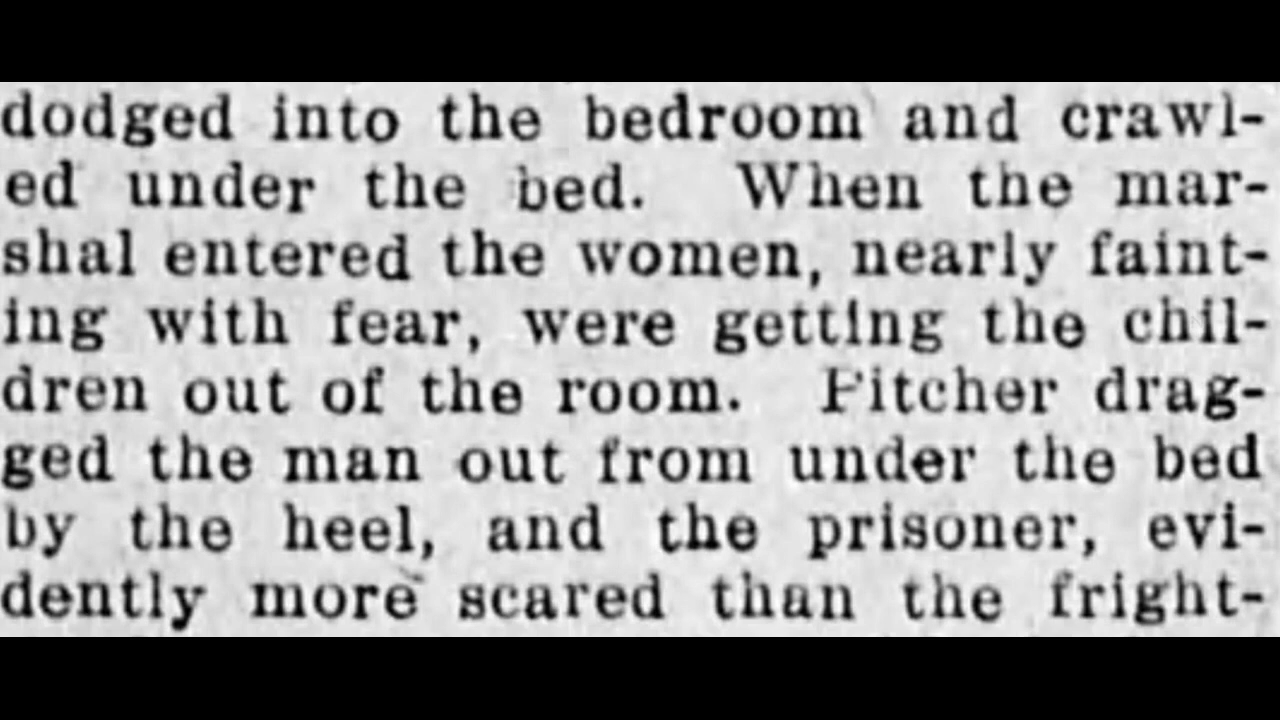 dodged into the bedroom and crawl-
ed under the bed. When the mar-
shal entered the women, nearly faint-
ing with fear, were getting the chil-
dren out of the room. Pitcher drag-
ged the man out from under the bed
by the heel, and the prisoner, evi-
dently more scared than the fright-